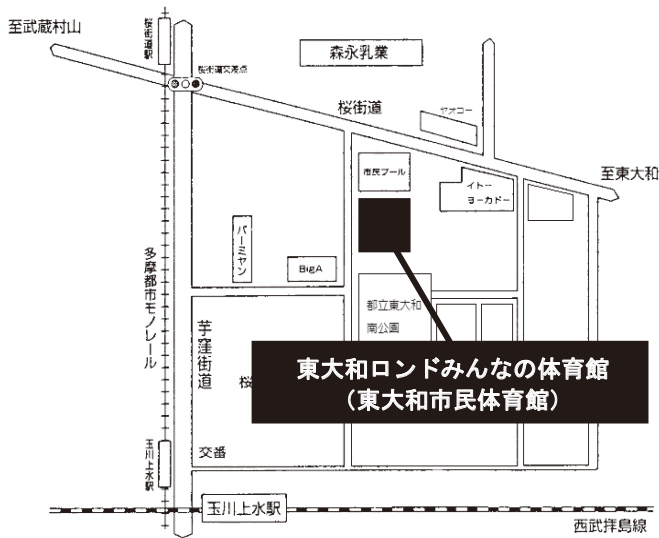 至武蔵村山
桜街道駅
森永乳業
桜街道交差点
桜街道
ヤオコー
至東大和
市民プール
イトー
ヨーカドー
バーミヤン
BigA
多摩都市モノレール
都立東大和
南公園
芋窪街道
桜
東大和ロンドみんなの体育館
（東大和市民体育館）
交番
玉川上水駅
玉川上水駅
西武拝島線